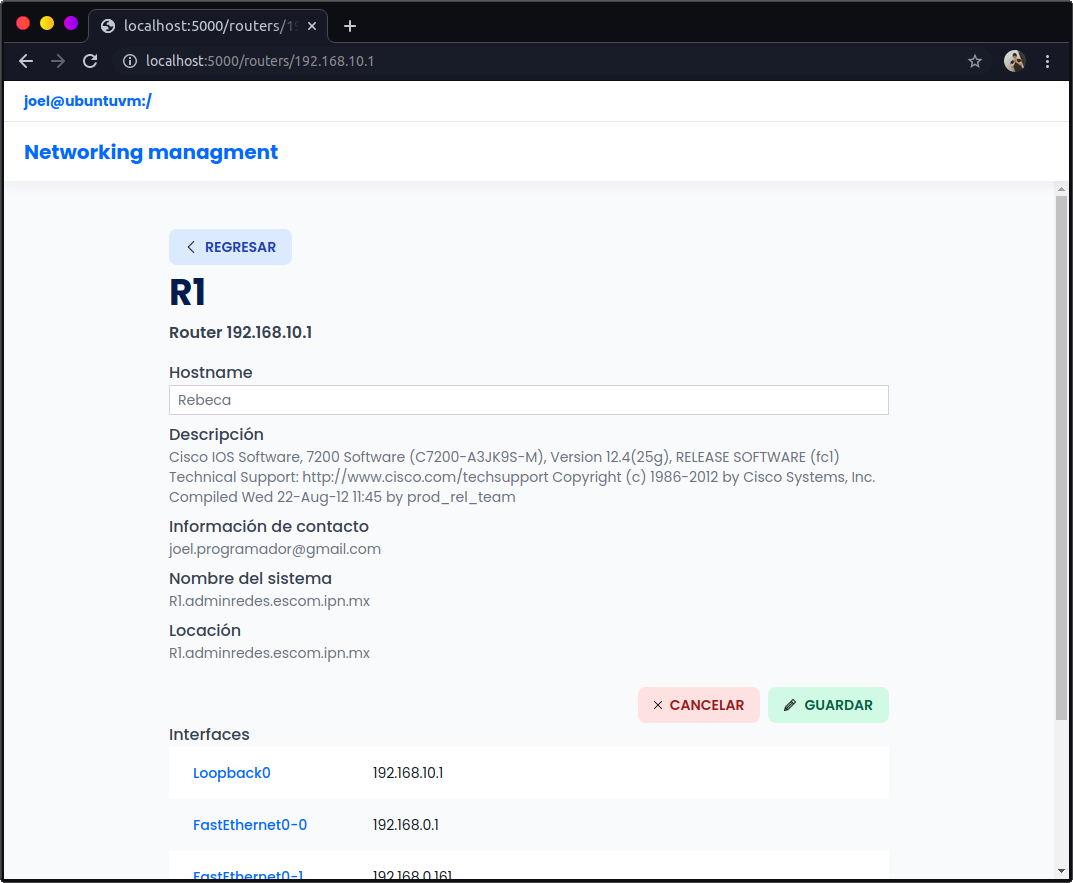 localhost:5000/routers/19
localhost:5000/routers/192.168.10.1
joel@ubuntuvm:/
Networking managment
REGRESAR
R1
Router 192.168.10.1
Hostname
Rebeca
Descripción
Cisco IOS Software, 7200 Software (C7200-A3JK9S-M), Version 12.4(25g), RELEASE SOFTWARE (fc1)
Technical Support: http://www.cisco.com/techsupport Copyright (c) 1986-2012 by Cisco Systems, Inc.
Compiled Wed 22-Aug-12 11:45 by prod_rel_team
Información de contacto
joel.programador@gmail.com
Nombre del sistema
R1.adminredes.escom.ipn.mx
Locación
R1.adminredes.escom.ipn.mx
CANCELAR GUARDAR
Interfaces
Loopback0 192.168.10.1
FastEthernet0-0 192.168.0.1
FastEthernet0-1 192.168.0.161